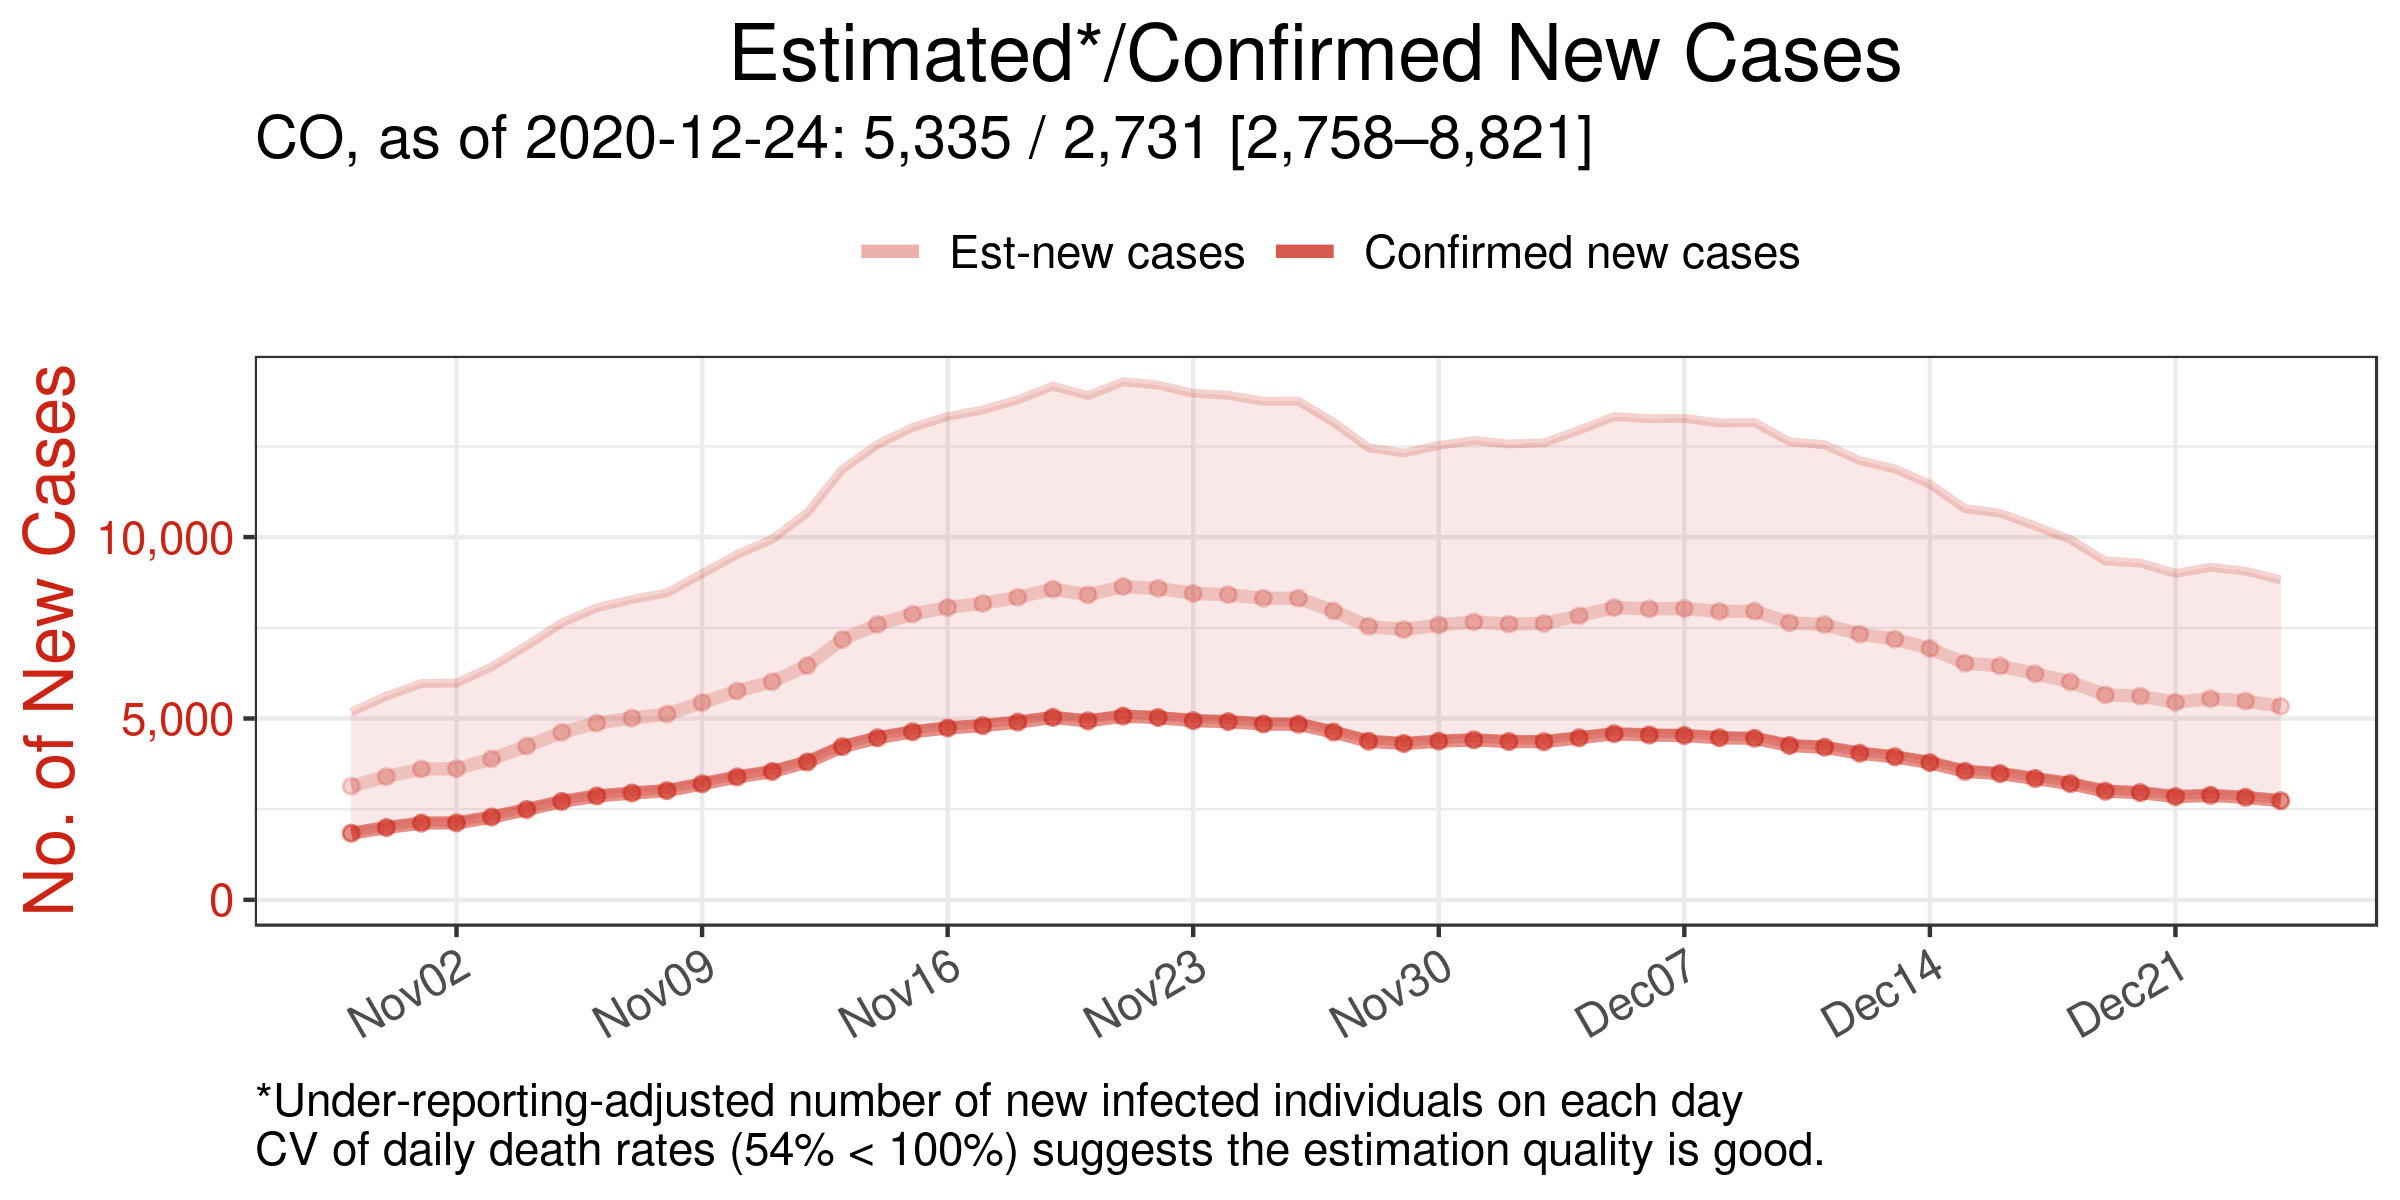 Estimated*/Confirmed New Cases
CO, as of 2020-12-24: 5,335 / 2,731 [2,758–8,821]
Est-new cases
Confirmed new cases
No. of New Cases
10,000
5,000
0
Nov02
Nov09
Nov16
Nov23
Nov30
Dec07
Dec14
Dec21
*Under-reporting-adjusted number of new infected individuals on each day
CV of daily death rates (54% < 100%) suggests the estimation quality is good.